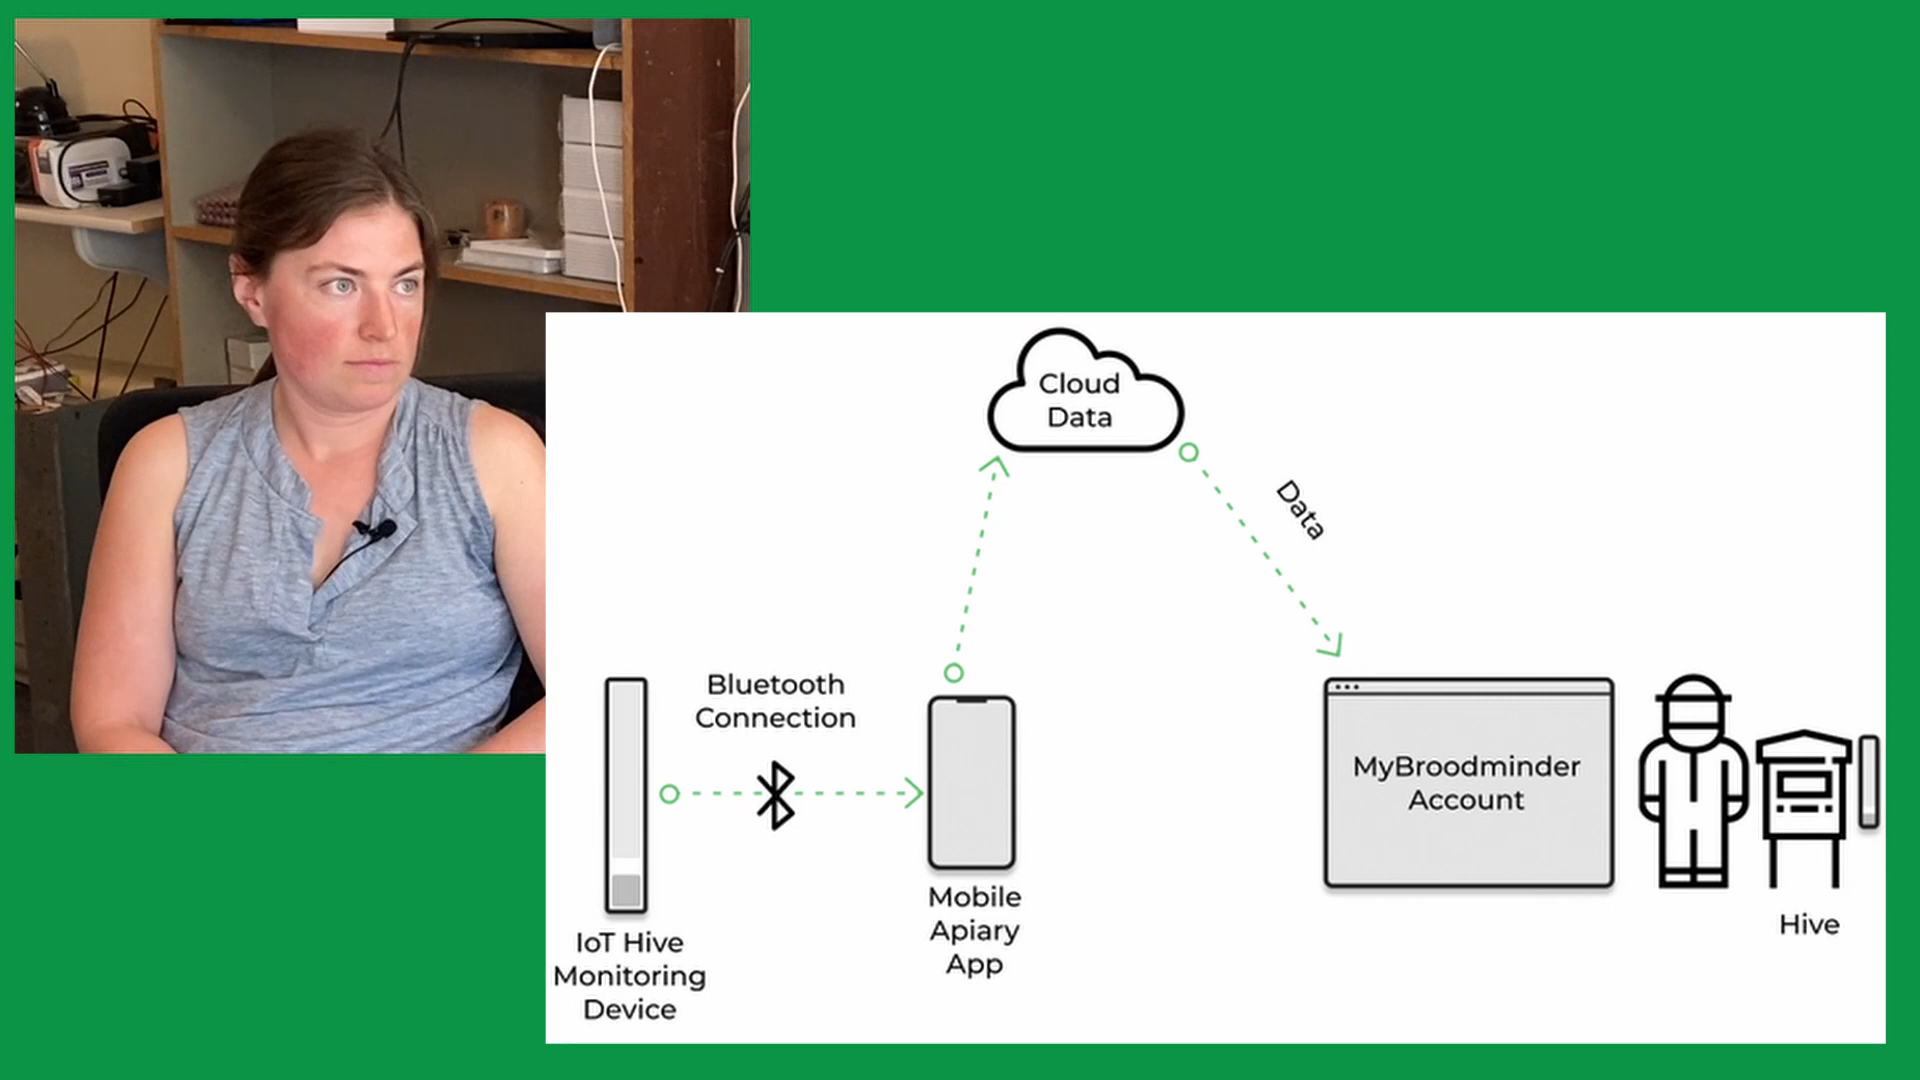 Cloud
Data
Data
Bluetooth
Connection
MyBroodminder
Account
Mobile
Apiary
App
Hive
IoT Hive
Monitoring
Device